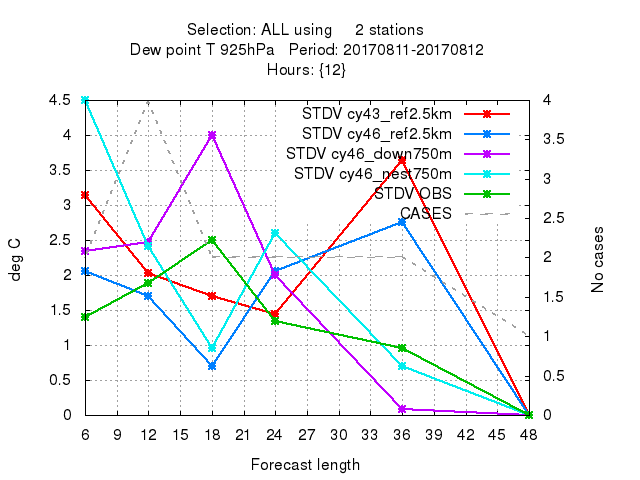 Selection: ALL using 2 stations
Dew point T 925hPa Period: 20170811-20170812
Hours: {12}
4.5
4
3.5
3
2.5
2
1.5
1
0.5
0
4
3.5
3
2.5
2
1.5
1
0.5
0
STDV cy43_ref2.5km
STDV cy46_ref2.5km
STDV cy46_down750m
STDV cy46_nest750m
STDV OBS
CASES
deg C
No cases
6 9 12 15 18 21 24 27 30 33 36 39 42 45 48
Forecast length